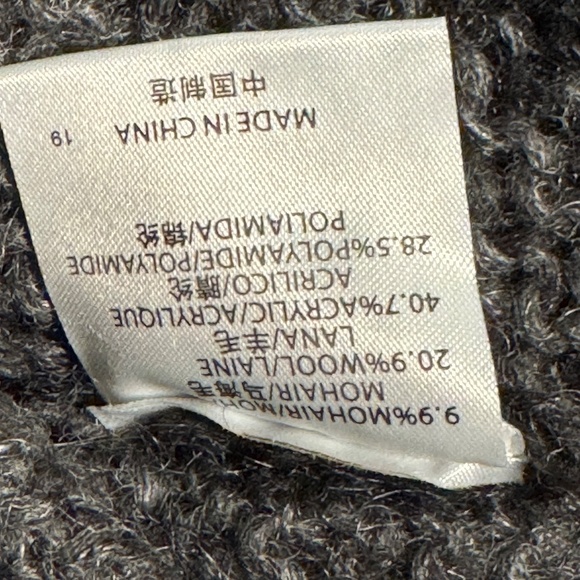 9.9%MOHAIR/MOH
MOHAIR/马海毛
20.9%WOOL/LAINE
LANA/羊毛
40.7%ACRYLIC/ACRYLIQUE
ACRILICO/腈纶
28.5%POLYAMIDE/POLYAMIDE
POLIAMIDA/锦纶
MADE IN CHINA 19
中国制造